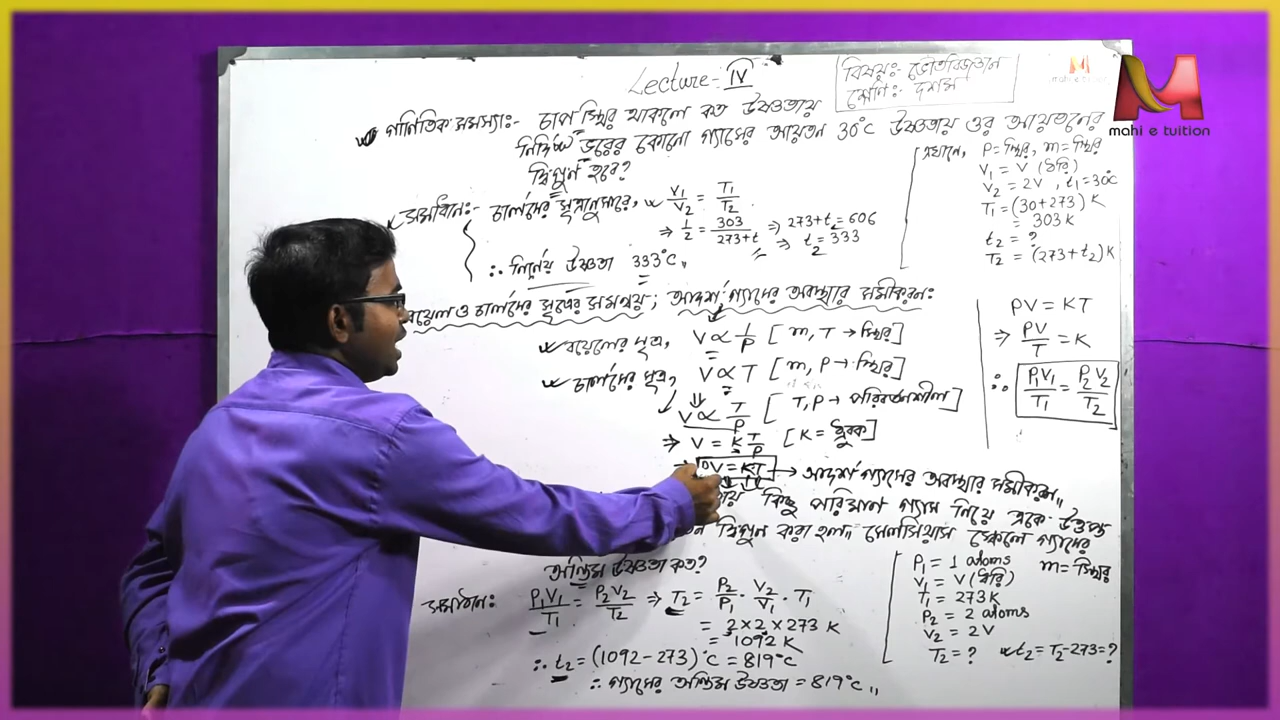 Lecture - IV
বিষয়ঃ- ভৌতবিজ্ঞান
শ্রেণিঃ- দশম
mahi e tuition
গাণিতিক সমস্যাঃ- চাপ স্থির থাকলে কত উষ্ণতায়
নির্দিষ্ট ভরের কোনো গ্যাসের আয়তন 30°C উষ্ণতায় ওর আয়তনের
দ্বিগুন হবে?
এখানে, P = স্থির, m = স্থির
V₁ = V (ধরি)
V₂ = 2V, t₁ = 30°C
T₁ = (30+273) K
= 303 K
t₂ = ?
T₂ = (273+t₂) K
সমাধানঃ- চার্লসের সূত্রানুসারে, V₁/V₂ = T₁/T₂
⇒ 1/2 = 303/273+t ⇒ 273+t₂ = 606
⇒ t₂ = 333
∴ নির্ণেয় উষ্ণতা 333°C
বয়েল ও চার্লসের সূত্রের সমন্বয়; আদর্শ গ্যাসের অবস্থার সমীকরণঃ
বয়েলের সূত্র, V ∝ 1/P [m, T → স্থির]
চার্লসের সূত্র, V ∝ T [m, P → স্থির]
V ∝ T/P [T, P → পরিবর্তনশীল]
⇒ V = K T/P [K = ধ্রুবক]
⇒ PV = KT → আদর্শ গ্যাসের অবস্থার সমীকরণ
PV = KT
⇒ PV/T = K
∴ P₁V₁/T₁ = P₂V₂/T₂
কিছু পরিমান গ্যাস নিয়ে একে উত্তপ্ত
দ্বিগুন করা হল। সেলসিয়াস স্কেলে গ্যাসের
অন্তিম উষ্ণতা কত?
P₁ = 1 atoms m = স্থির
V₁ = V (ধরি)
T₁ = 273 K
P₂ = 2 atoms
V₂ = 2V
T₂ = ? t₂ = T₂-273 = ?
সমাধানঃ P₁V₁/T₁ = P₂V₂/T₂ ⇒ T₂ = P₂/P₁ · V₂/V₁ · T₁
= 2×2×273 K
= 1092 K
∴ t₂ = (1092-273)°C = 819°C
∴ গ্যাসের অন্তিম উষ্ণতা = 819°C